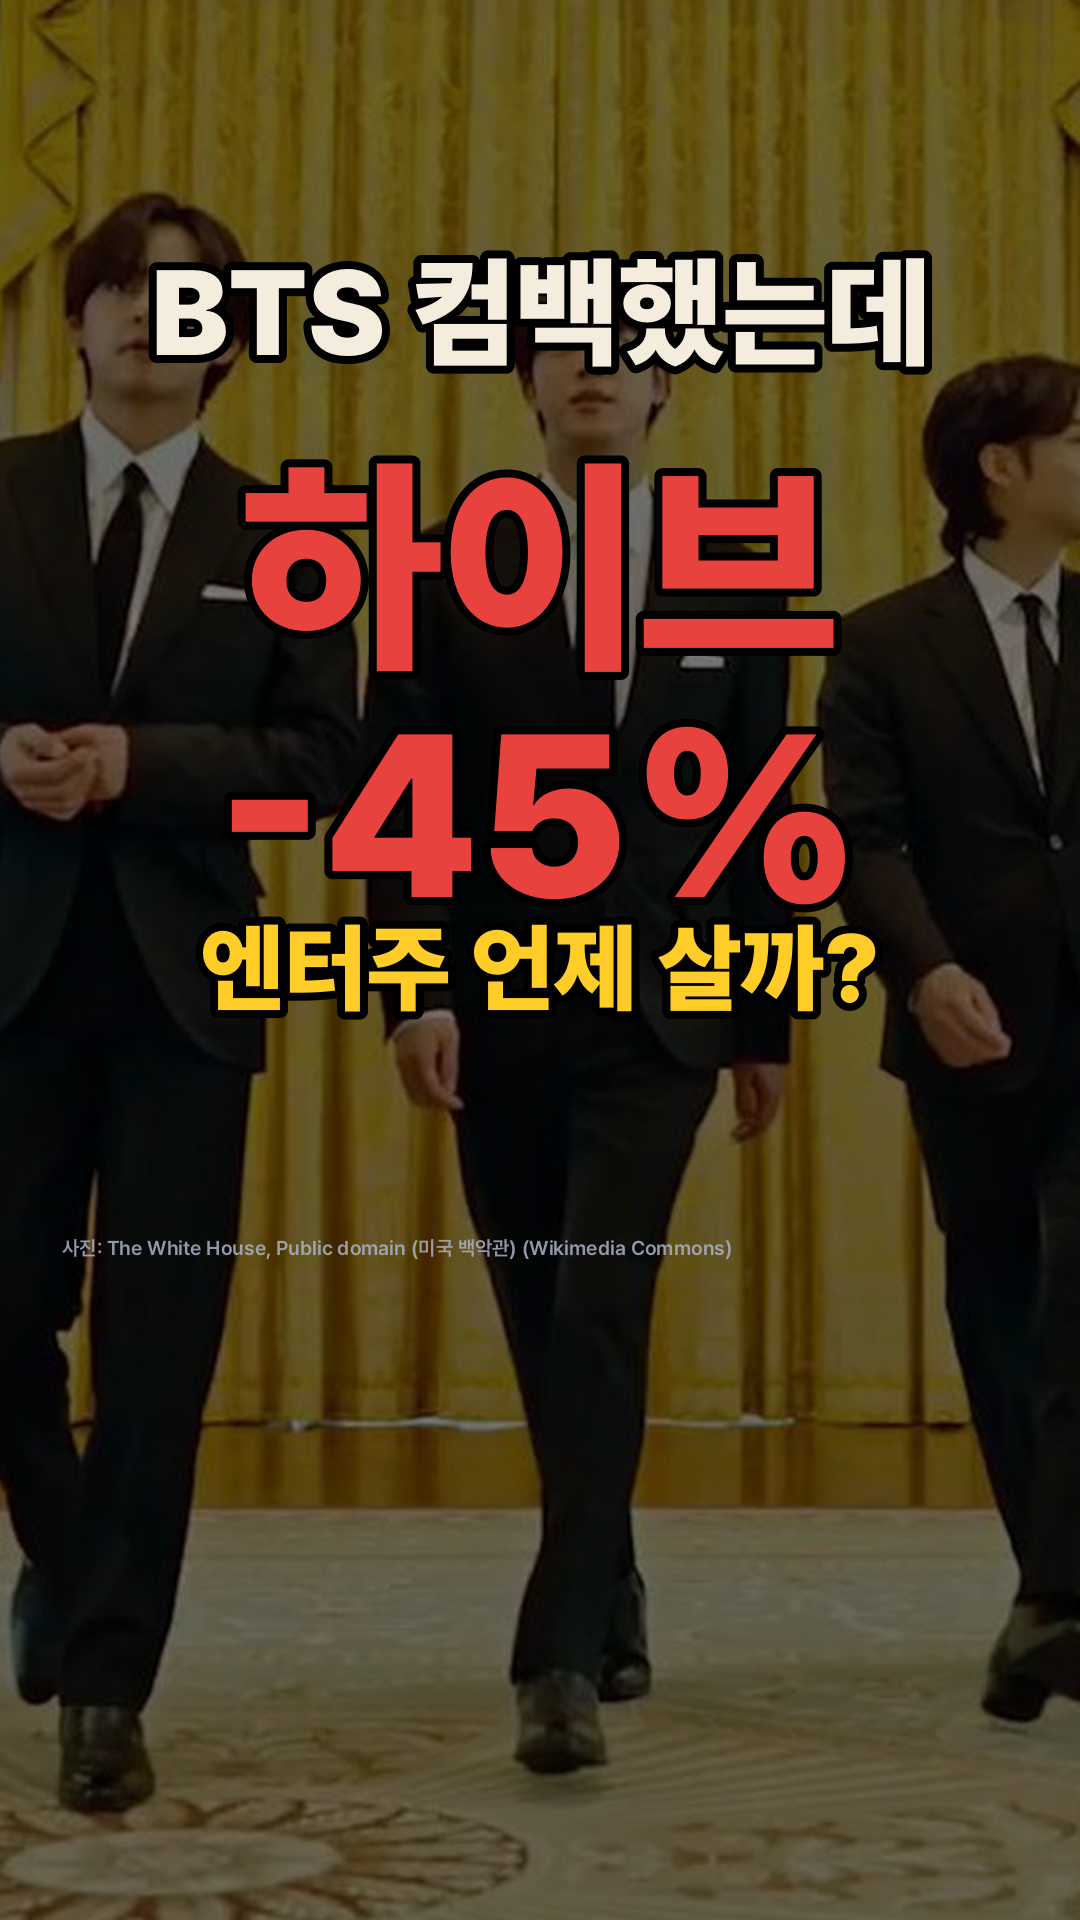 BTS 컴백했는데
하이브
-45%
엔터주 언제 살까?
사진: The White House, Public domain (미국 백악관) (Wikimedia Commons)